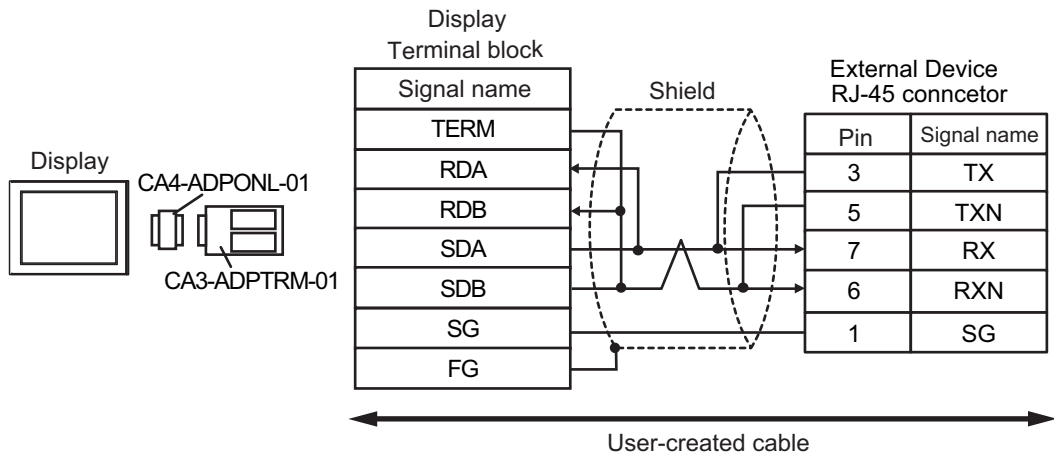 Display
CA4-ADPONL-01
CA3-ADPTRM-01
Display
Terminal block
Signal name
TERM
RDA
RDB
SDA
SDB
SG
FG
Shield
External Device
RJ-45 conncetor
Pin Signal name
3 TX
5 TXN
7 RX
6 RXN
1 SG
User-created cable